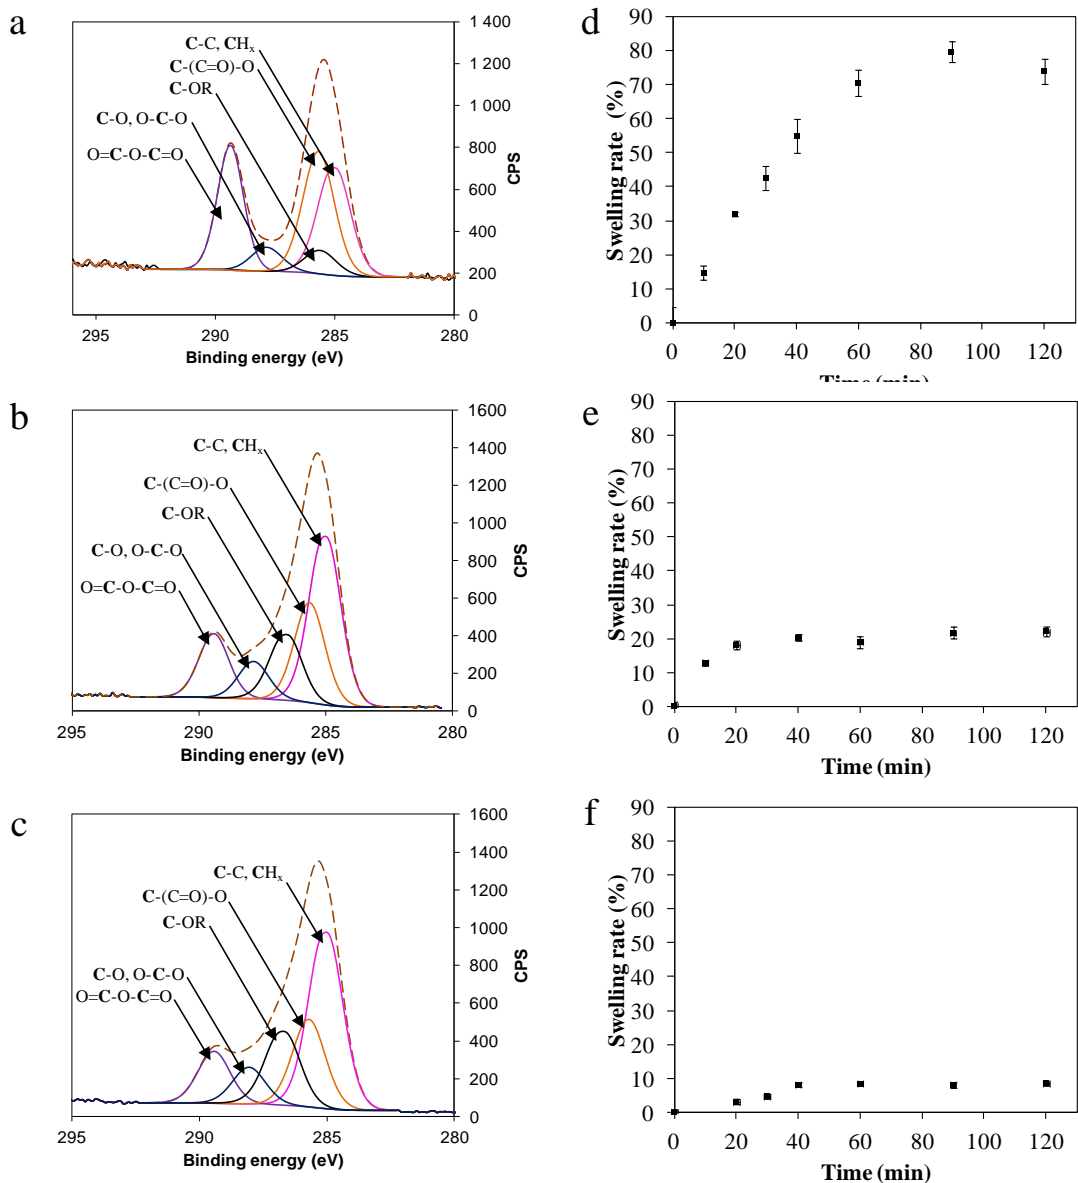 a
C-C, CHx
C-(C=O)-O
C-OR
C-O, O-C-O
O=C-O-C=O
1 400
1 200
1 000
800
600
400
200
0
CPS
295
290
285
280
Binding energy (eV)
d
90
80
70
60
50
40
30
20
10
0
Swelling rate (%)
0
20
40
60
80
100
120
Time (min)
b
C-C, CHx
C-(C=O)-O
C-OR
C-O, O-C-O
O=C-O-C=O
1600
1400
1200
1000
800
600
400
200
0
CPS
295
290
285
280
Binding energy (eV)
e
90
80
70
60
50
40
30
20
10
0
Swelling rate (%)
0
20
40
60
80
100
120
Time (min)
c
C-C, CHx
C-(C=O)-O
C-OR
C-O, O-C-O
O=C-O-C=O
1600
1400
1200
1000
800
600
400
200
0
CPS
295
290
285
280
Binding energy (eV)
f
90
80
70
60
50
40
30
20
10
0
Swelling rate (%)
0
20
40
60
80
100
120
Time (min)